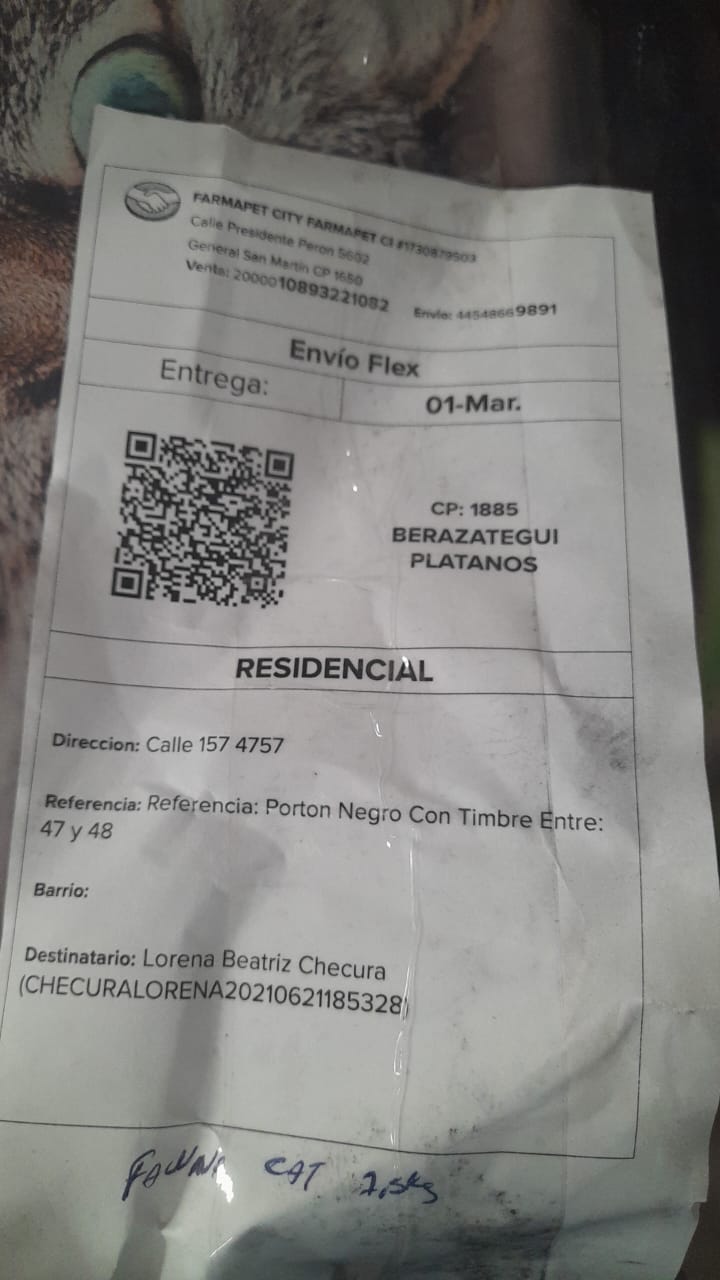 FARMAPET CITY FARMAPET CI #1730879503
Calle Presidente Peron 5602
General San Martin CP 1650
Venta: 2000010893221082
Envio: 44548669891
Envío Flex
Entrega:
01-Mar.
CP: 1885
BERAZATEGUI
PLATANOS
RESIDENCIAL
Direccion: Calle 157 4757
Referencia: Referencia: Porton Negro Con Timbre Entre:
47 y 48
Barrio:
Destinatario: Lorena Beatriz Checura
(CHECURALORENA20210621185328)
CAT 7,5kg